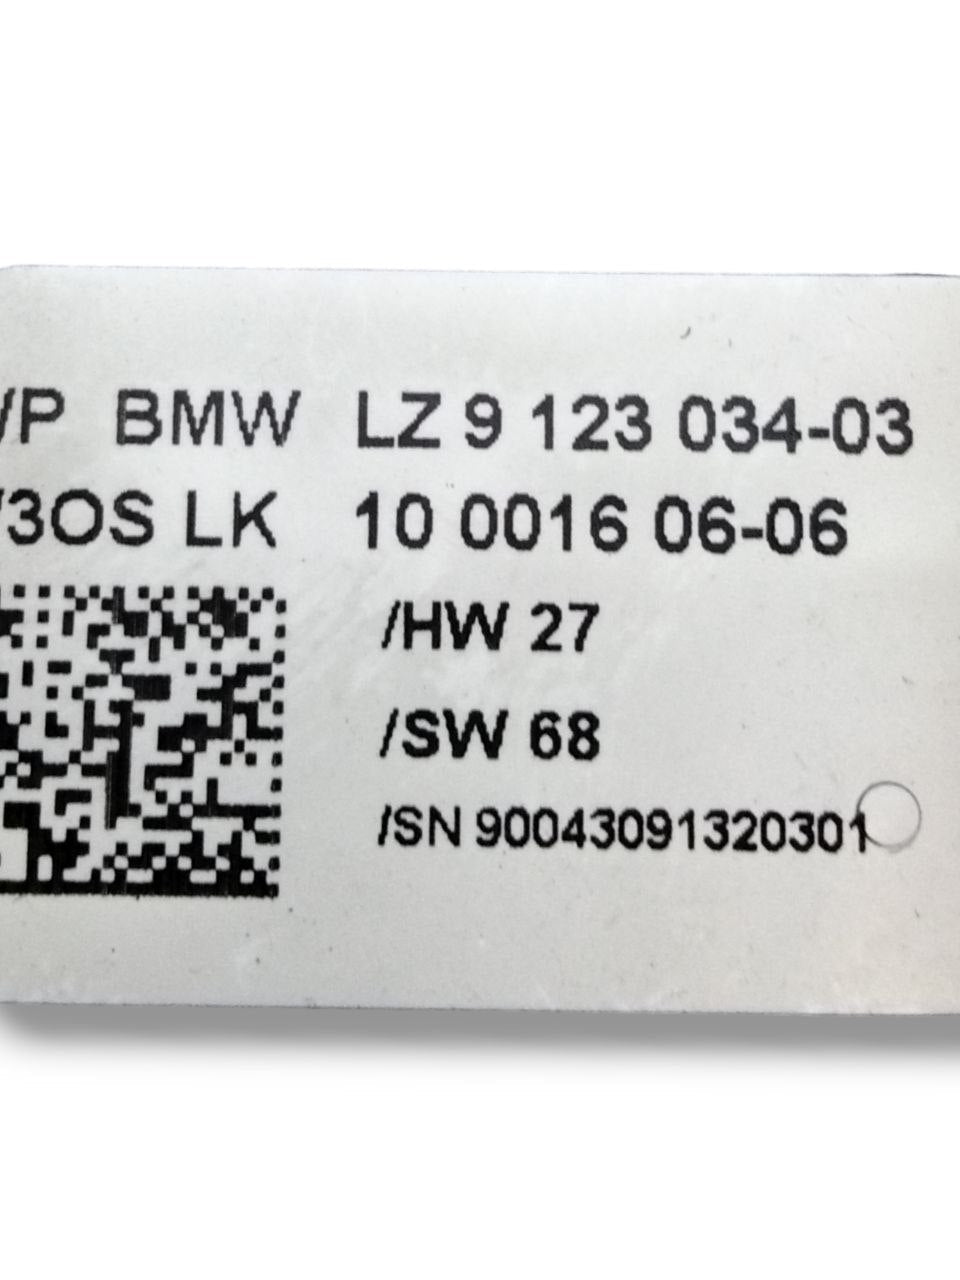 /P BMW LZ 9 123 034-03
/3OS LK 10 0016 06-06
/HW 27
/SW 68
/SN 90043091320301